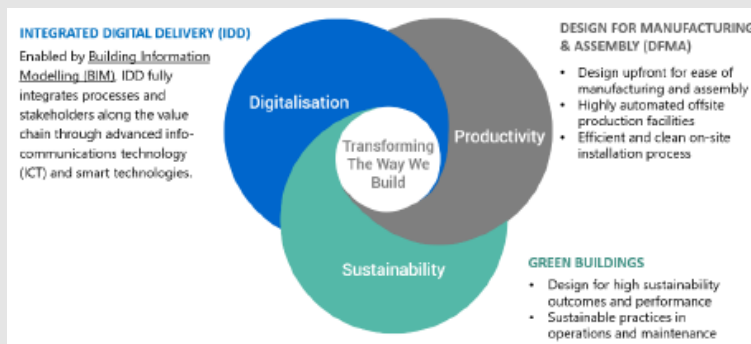 INTEGRATED DIGITAL DELIVERY (IDD)
Enabled by Building Information
Modelling (BIM), IDD fully
integrates processes and
stakeholders along the value
chain through advanced info-
communications technology
(ICT) and smart technologies.
Digitalisation
Productivity
Transforming
The Way We
Build
Sustainability
DESIGN FOR MANUFACTURING
& ASSEMBLY (DFMA)
• Design upfront for ease of
manufacturing and assembly
• Highly automated offsite
production facilities
• Efficient and clean on-site
installation process
GREEN BUILDINGS
• Design for high sustainability
outcomes and performance
• Sustainable practices in
operations and maintenance